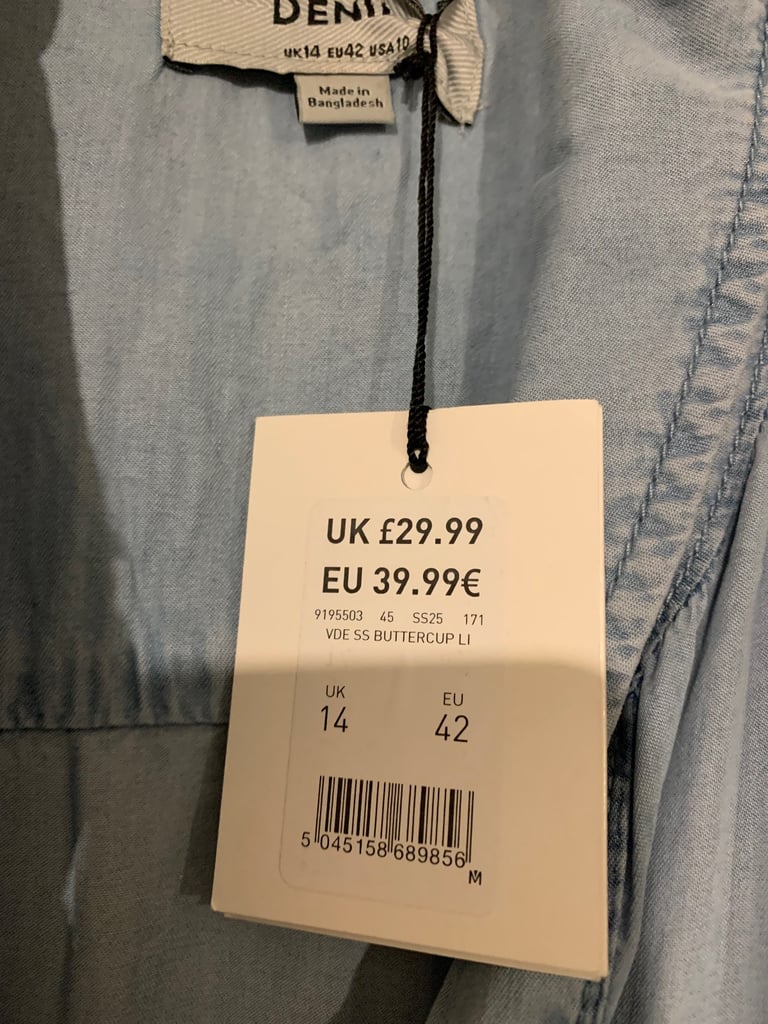 UK14 EU42 USA10
Made in
Bangladesh
UK £29.99
EU 39.99€
9195503 45 SS25 171
VDE SS BUTTERCUP LI
UK EU
14 42
5 045158 689856
M